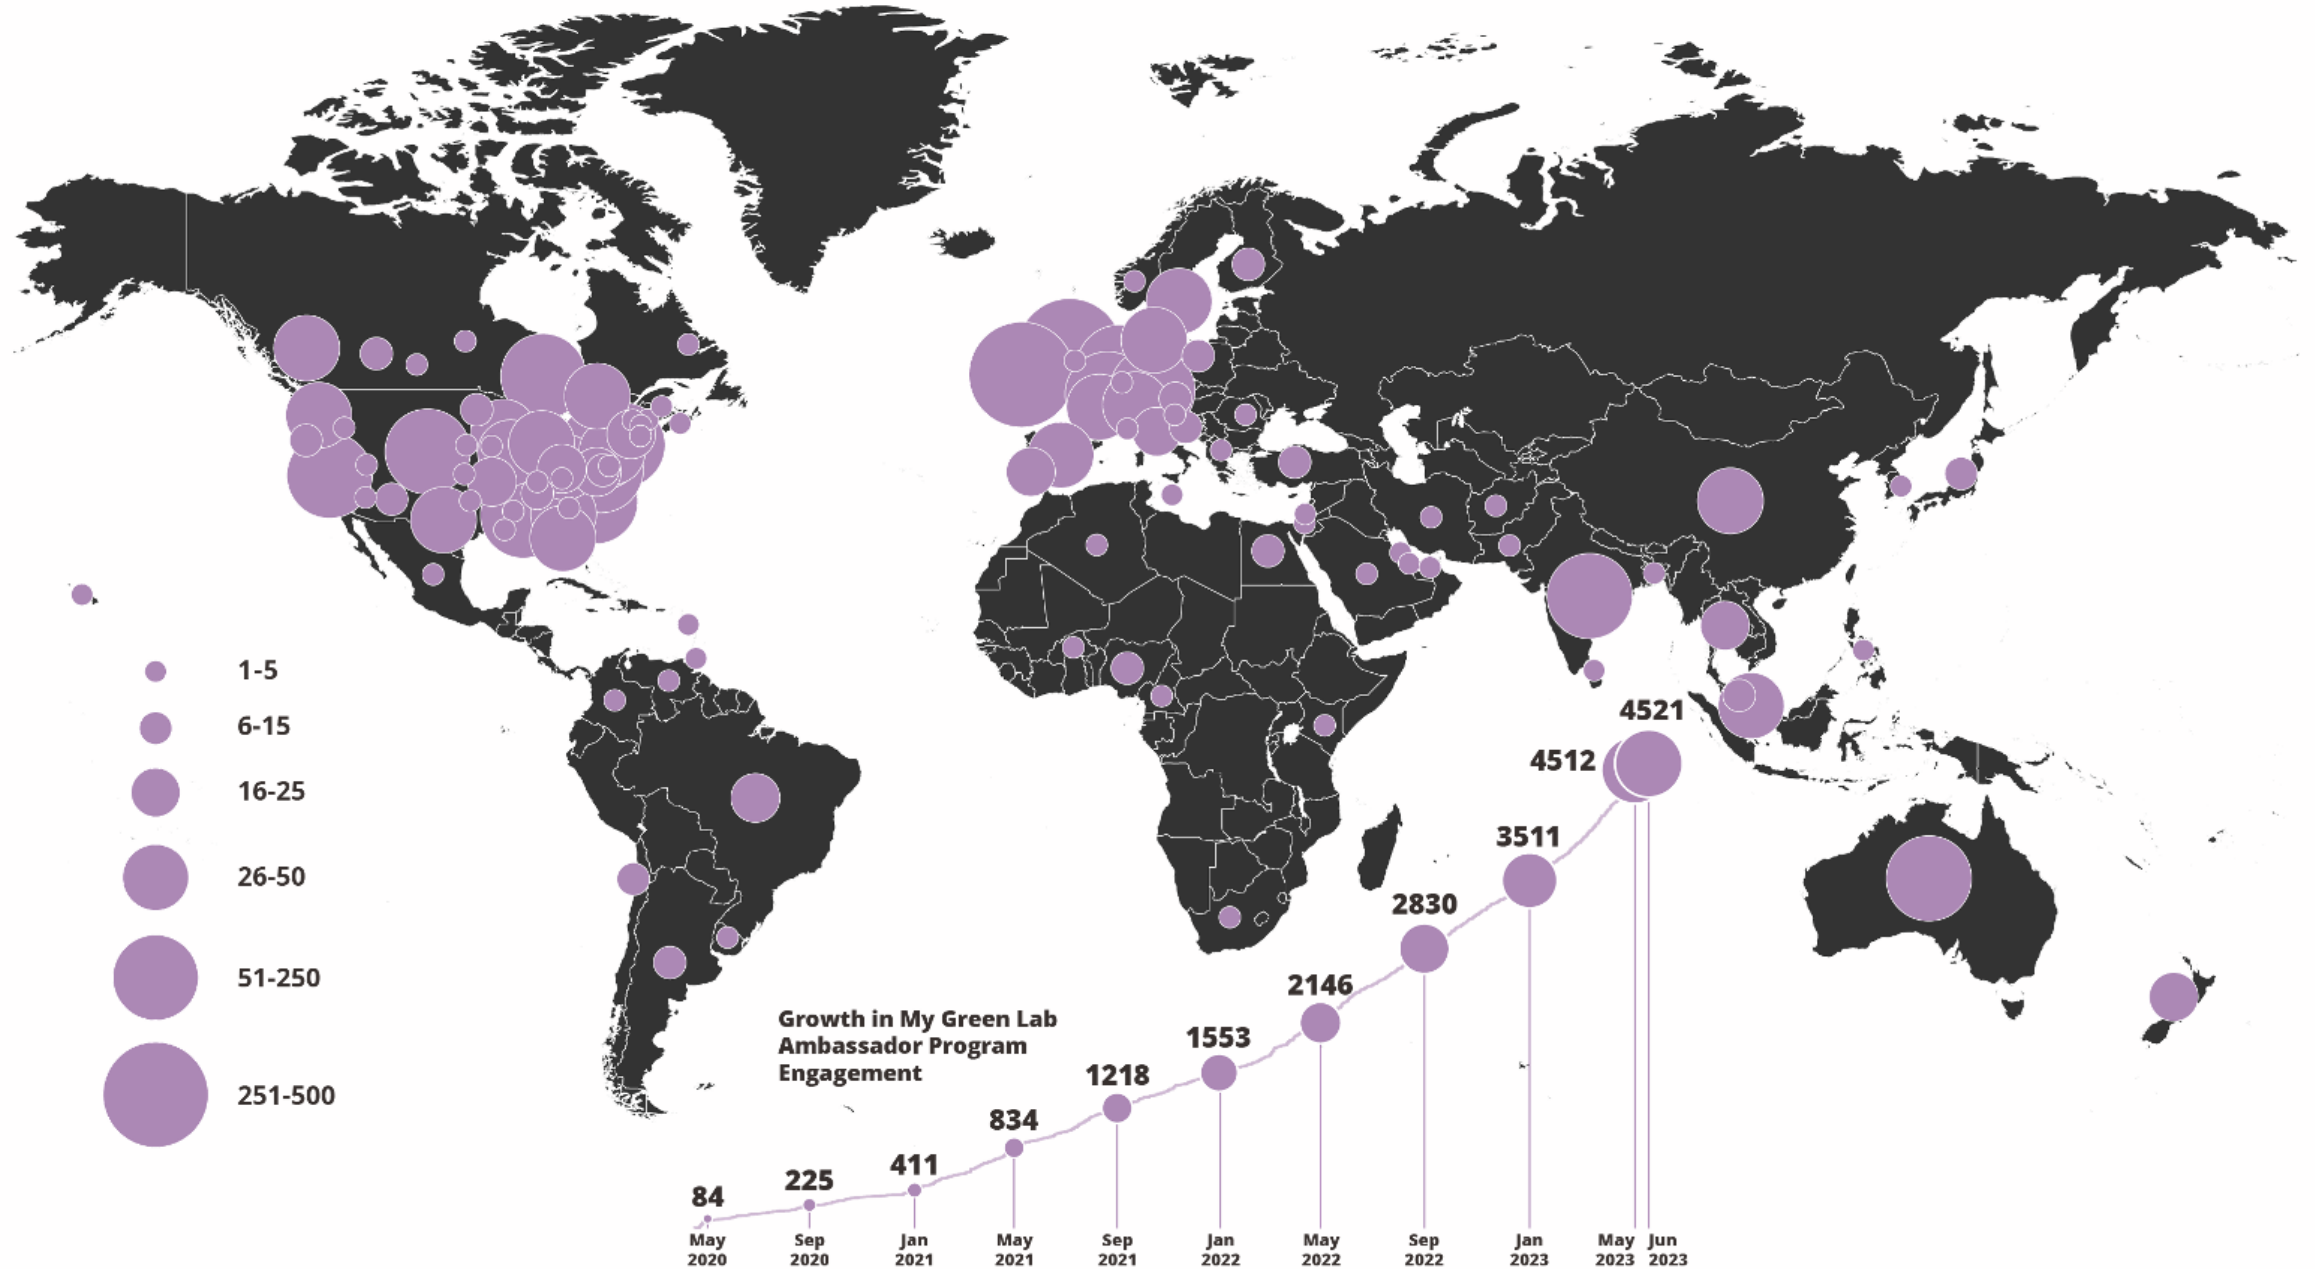 1-5
6-15
16-25
26-50
51-250
251-500
Growth in My Green Lab
Ambassador Program
Engagement
84
225
411
834
1218
1553
2146
2830
3511
4512
4521
May
2020
Sep
2020
Jan
2021
May
2021
Sep
2021
Jan
2022
May
2022
Sep
2022
Jan
2023
May
2023
Jun
2023